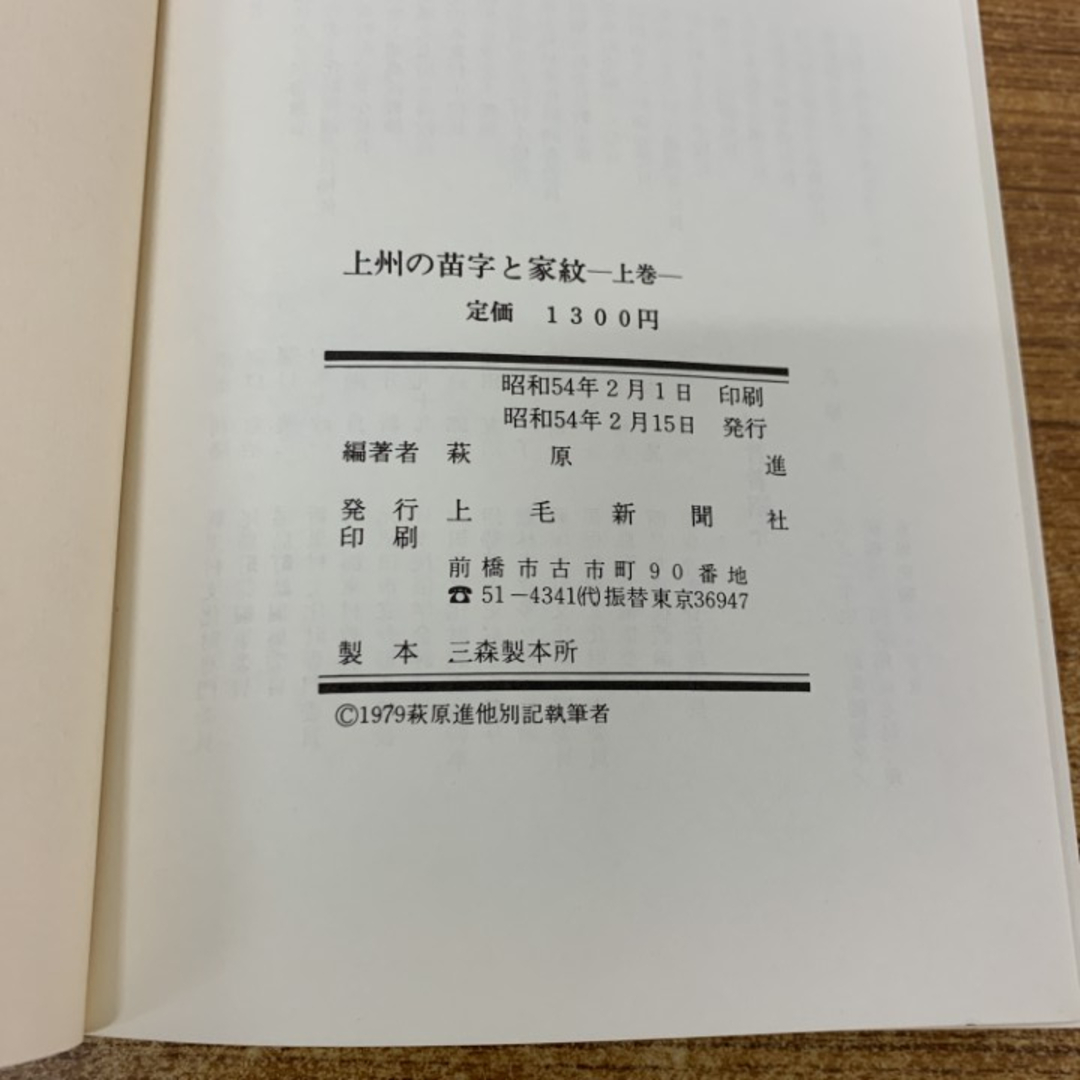 上州の苗字と家紋―上巻―
定価 1300円
昭和54年2月1日 印刷
昭和54年2月15日 発行
編著者 萩原進
発行 上毛新聞社
印刷
前橋市古市町90番地
☎ 51-4341㈹振替東京36947
製本 三森製本所
©1979萩原進他別記執筆者